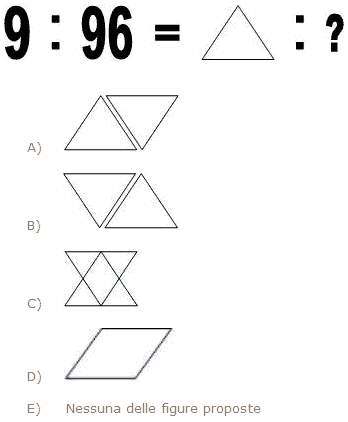 9 : 96 = : ?
A)
B)
C)
D)
E) Nessuna delle figure proposte